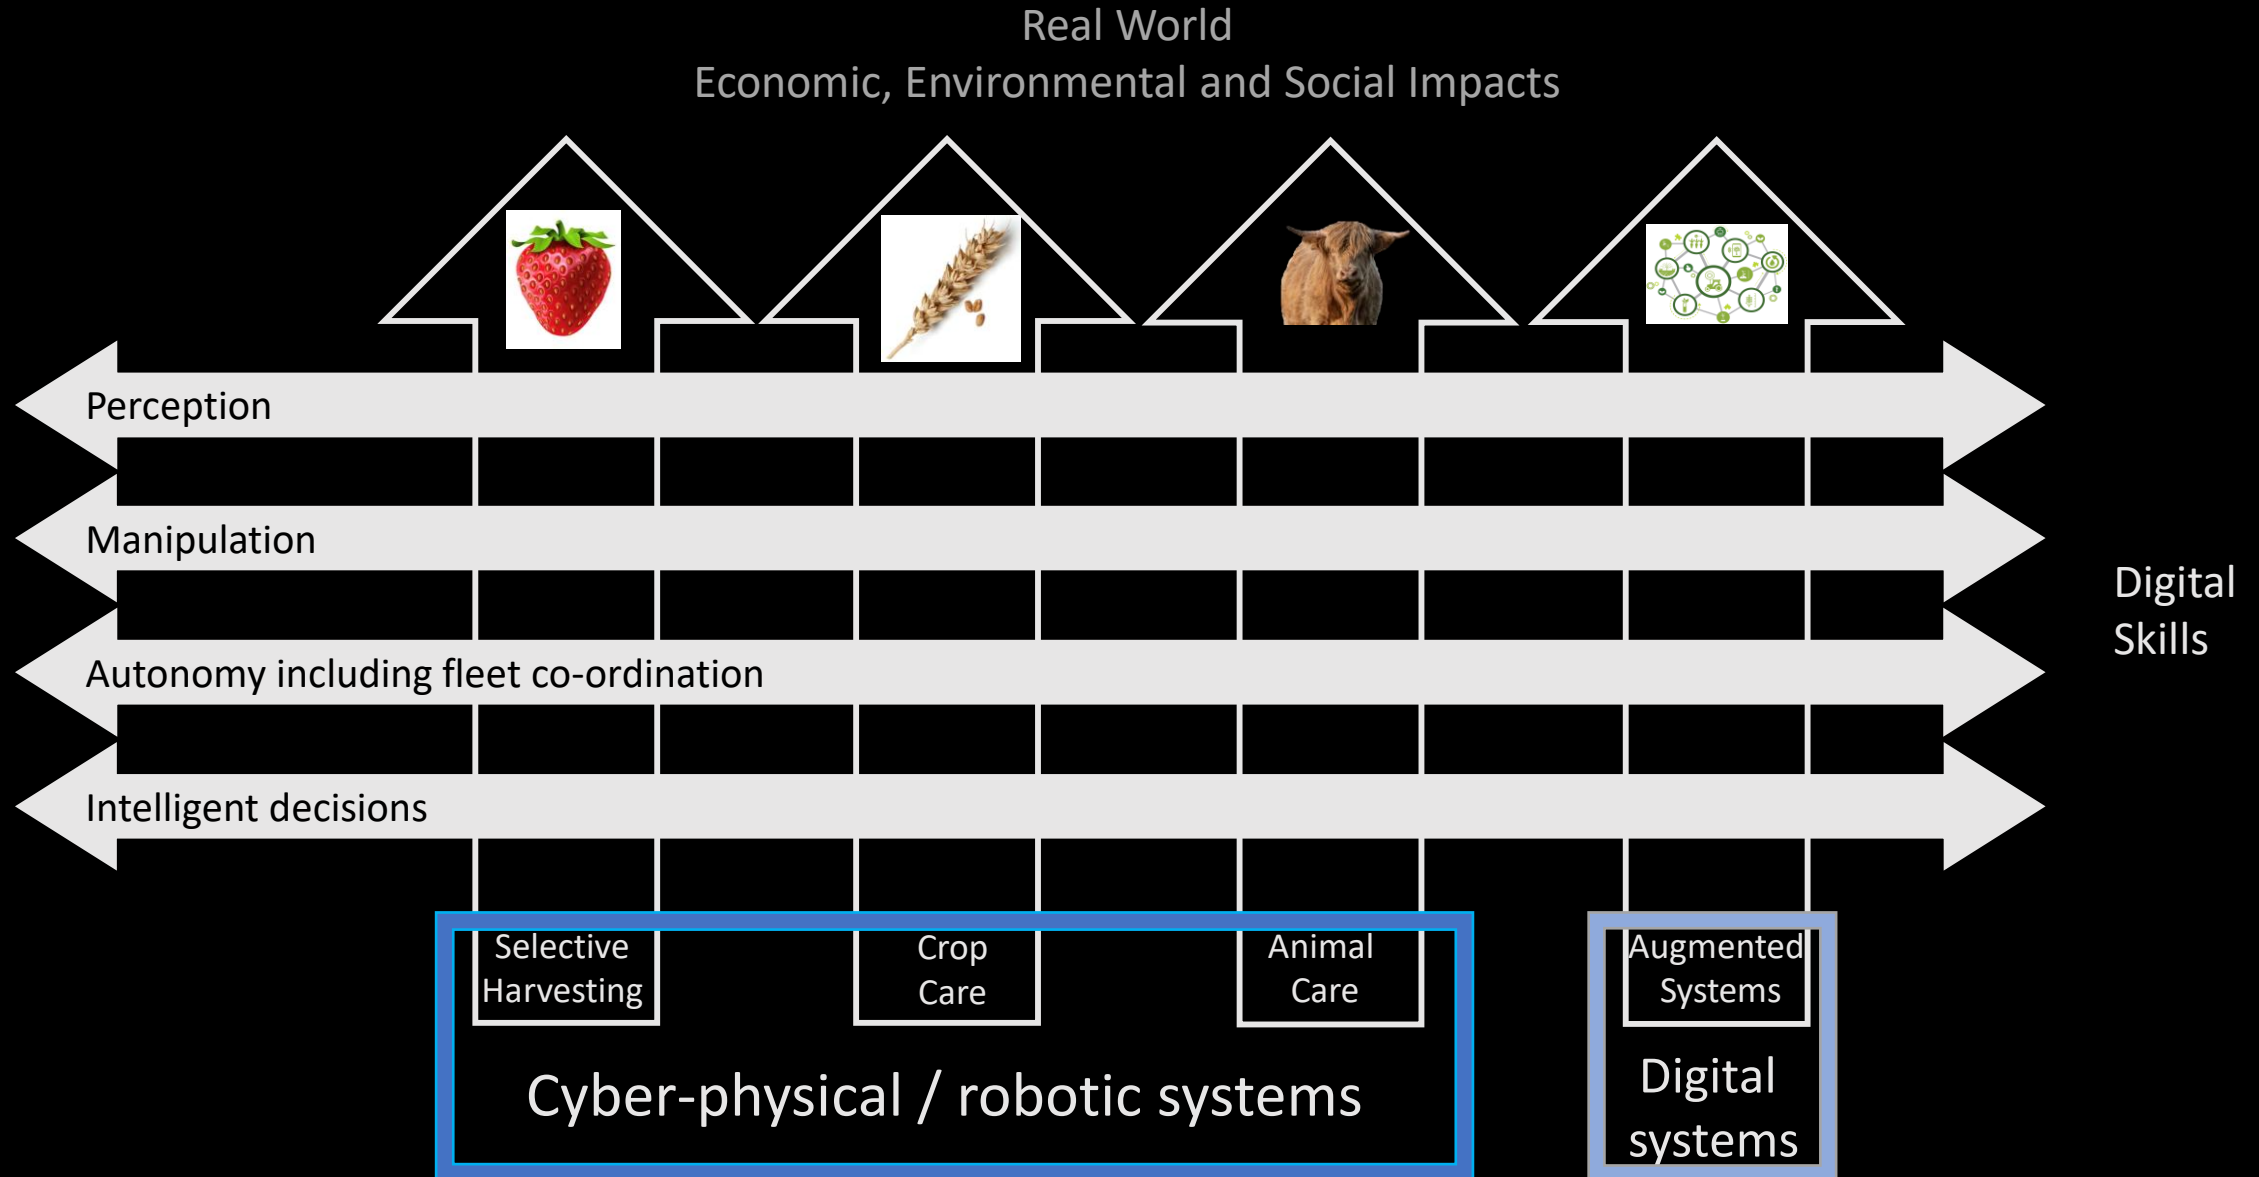 Real World
Economic, Environmental and Social Impacts
Perception
Manipulation
Autonomy including fleet co-ordination
Intelligent decisions
Digital
Skills
Selective
Harvesting
Crop
Care
Animal
Care
Augmented
Systems
Cyber-physical / robotic systems
Digital
systems